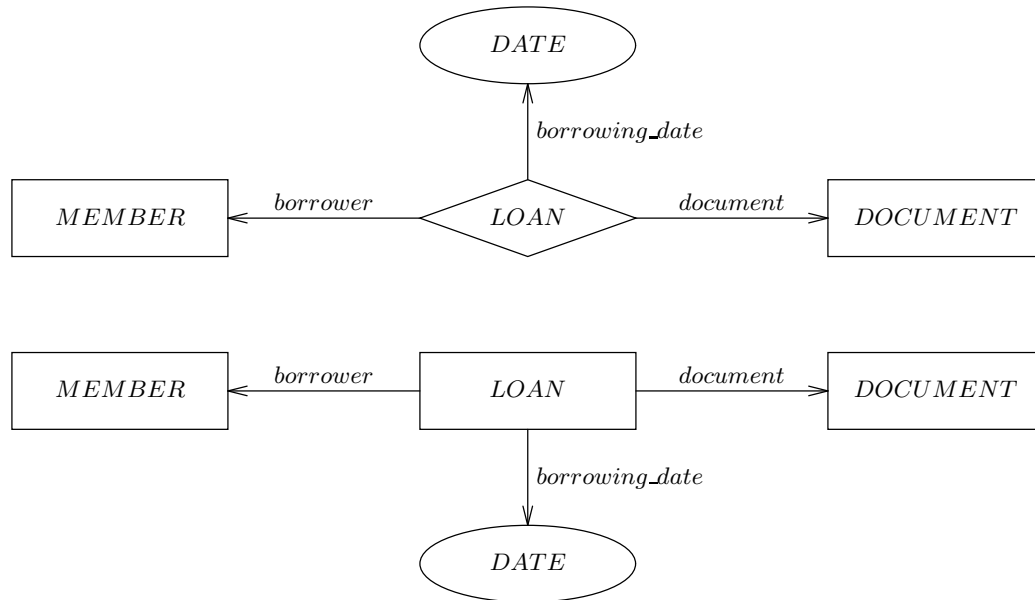 DATE
borrowing_date
MEMBER borrower LOAN document DOCUMENT
MEMBER borrower LOAN document DOCUMENT
borrowing_date
DATE